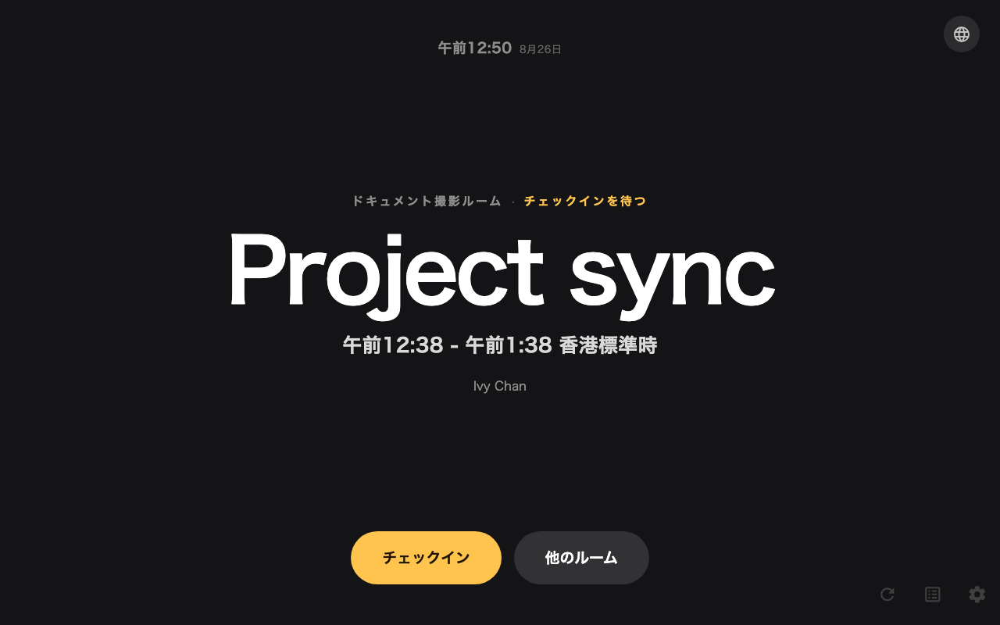 午前12:50 8月26日
ドキュメント撮影ルーム · チェックインを待つ
Project sync
午前12:38 - 午前1:38 香港標準時
Ivy Chan
チェックイン 他のルーム